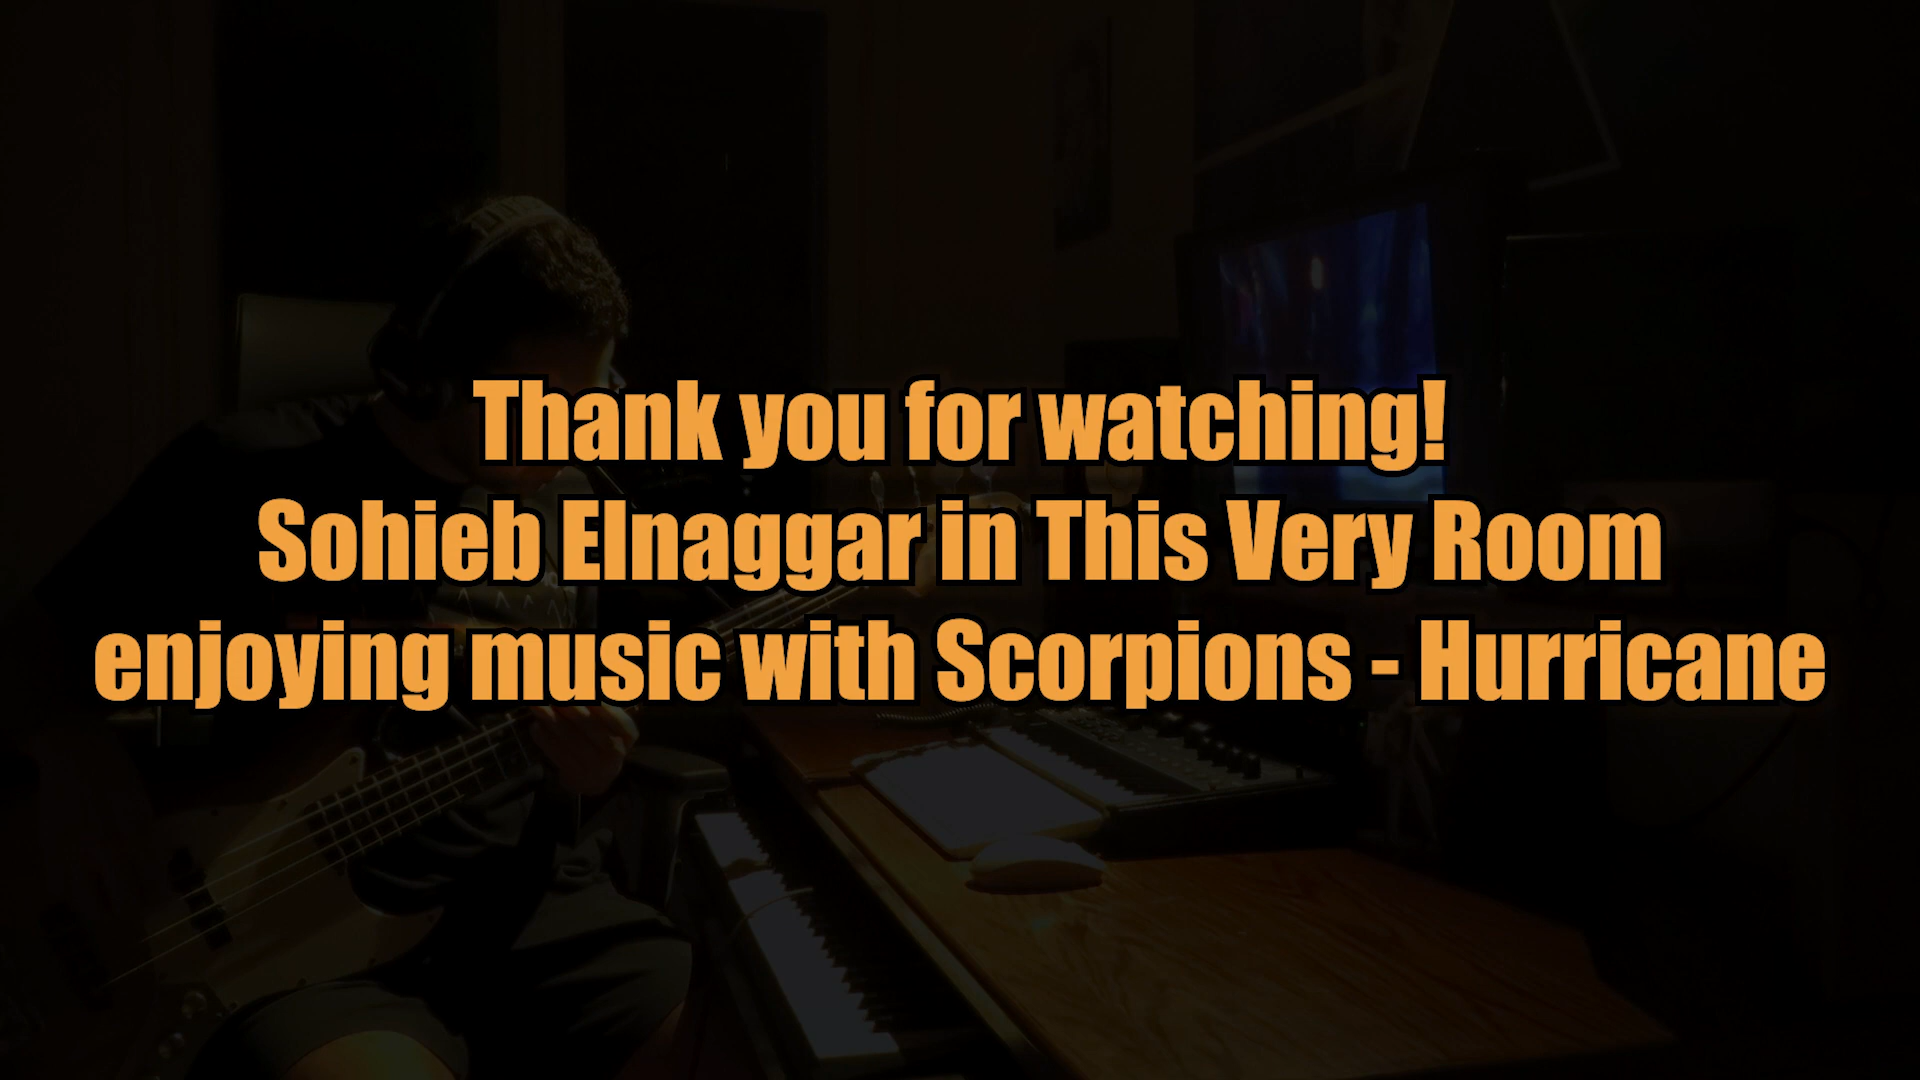 Thank you for watching!
Sohieb Elnaggar in This Very Room
enjoying music with Scorpions - Hurricane